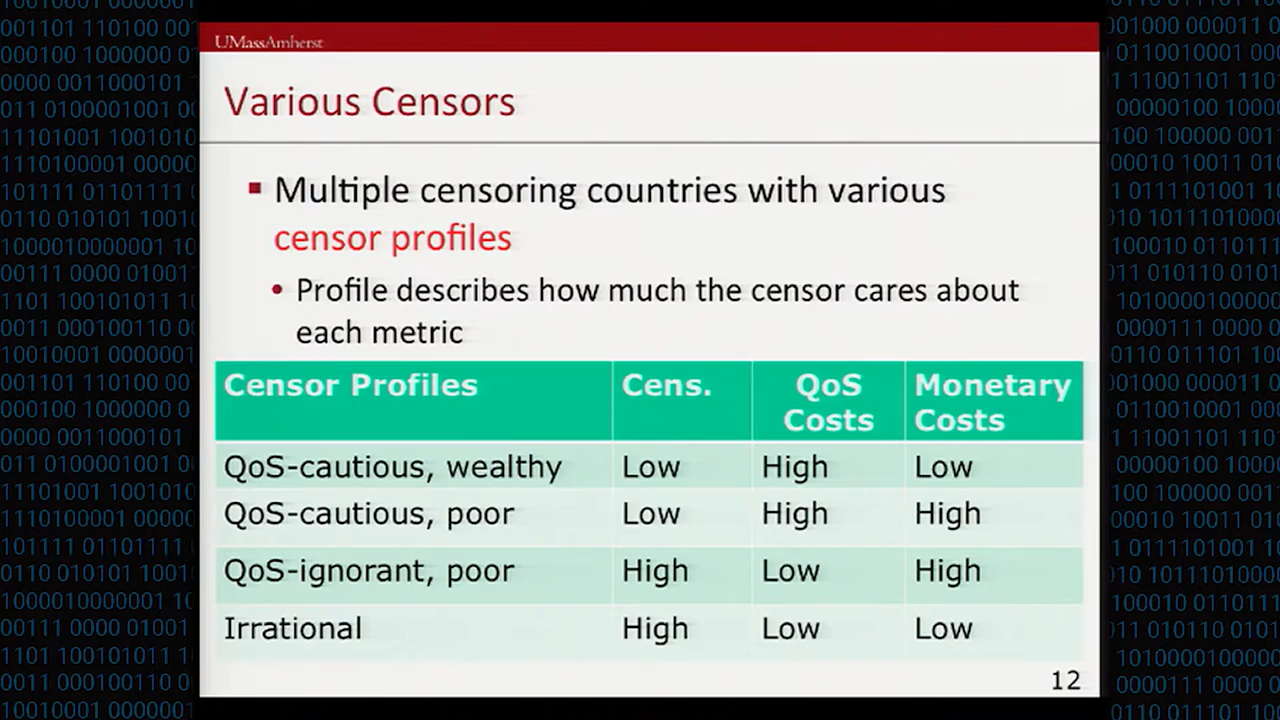 UMassAmherst
Various Censors
Multiple censoring countries with various
censor profiles
Profile describes how much the censor cares about
each metric
Censor Profiles Cens. QoS Costs Monetary Costs
QoS-cautious, wealthy Low High Low
QoS-cautious, poor Low High High
QoS-ignorant, poor High Low High
Irrational High Low Low
12